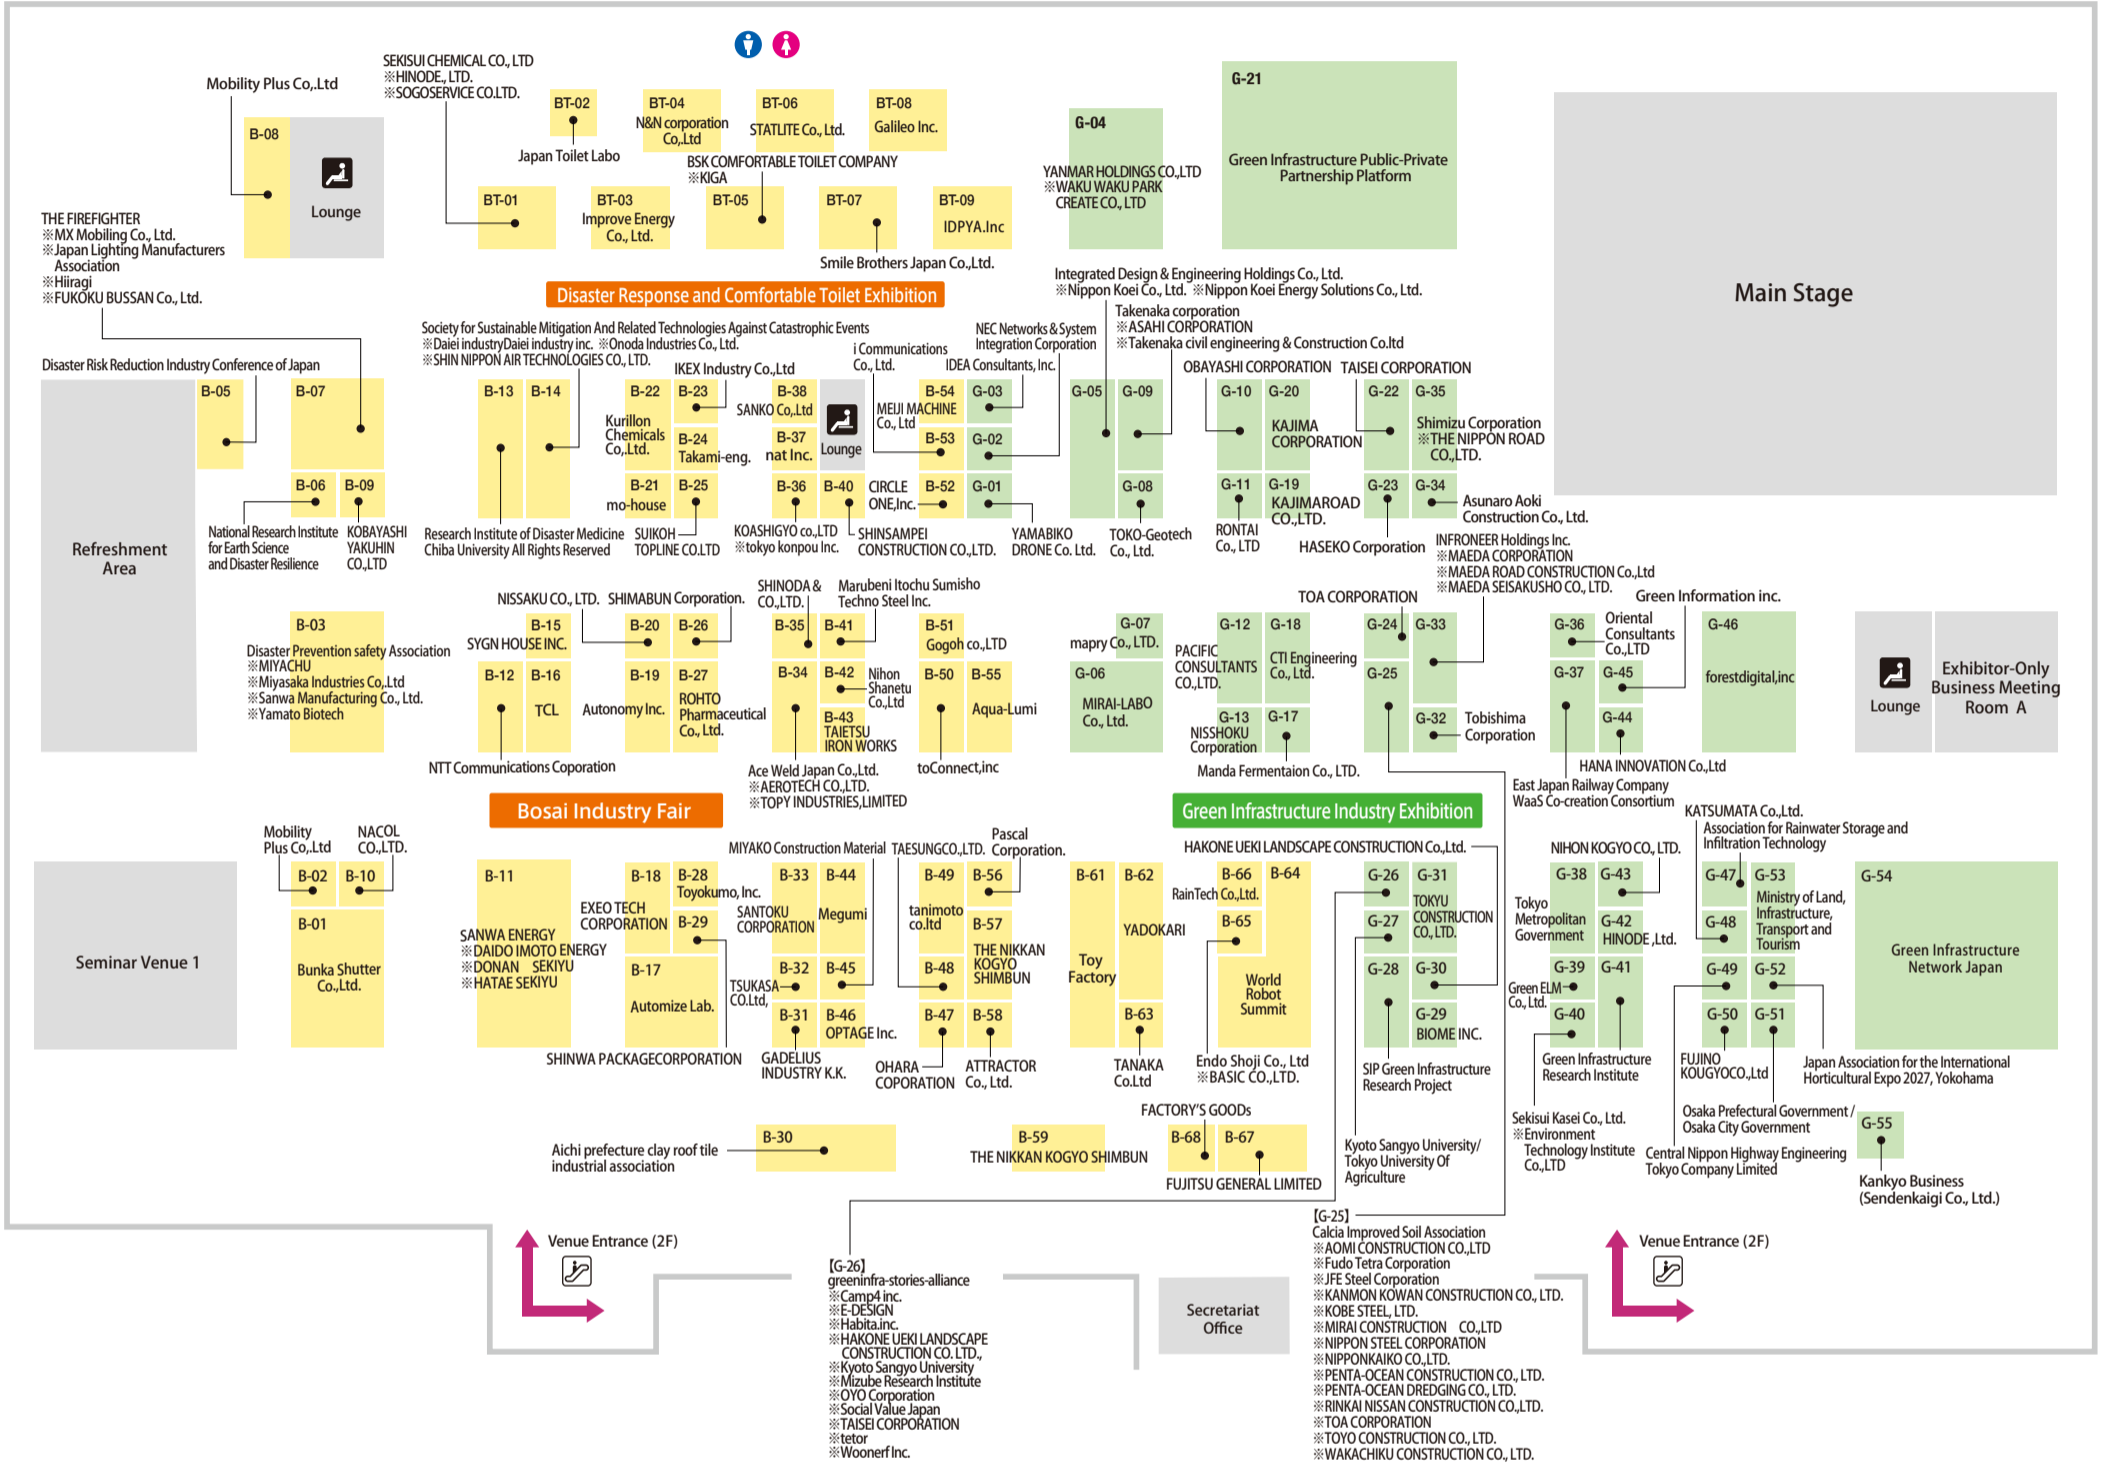 SEKISUI CHEMICAL CO., LTD
※HINODE., LTD.
※SOGOSERVICE CO.LTD.
Mobility Plus Co,.Ltd
B-08
Lounge
BT-02
Japan Toilet Labo
BT-04
N&N corporation
Co,.Ltd
BT-06
STATLITE Co., Ltd.
BT-08
Galileo Inc.
BSK COMFORTABLE TOILET COMPANY
※KIGA
BT-01
BT-03
Improve Energy
Co., Ltd.
BT-05
BT-07
Smile Brothers Japan Co.,Ltd.
BT-09
IDPYA.Inc
G-04
YANMAR HOLDINGS CO.,LTD
※WAKU WAKU PARK
CREATE CO., LTD
G-21
Green Infrastructure Public-Private
Partnership Platform
Main Stage
THE FIREFIGHTER
※MX Mobiling Co., Ltd.
※Japan Lighting Manufacturers
Association
※Hiiragi
※FUKOKU BUSSAN Co., Ltd.
Disaster Response and Comfortable Toilet Exhibition
Integrated Design & Engineering Holdings Co., Ltd.
※Nippon Koei Co., Ltd. ※Nippon Koei Energy Solutions Co., Ltd.
Takenaka corporation
※ASAHI CORPORATION
※Takenaka civil engineering & Construction Co.ltd
Society for Sustainable Mitigation And Related Technologies Against Catastrophic Events
※Daiei industryDaiei industry inc. ※Onoda Industries Co., Ltd.
※SHIN NIPPON AIR TECHNOLOGIES CO., LTD.
NEC Networks & System
Integration Corporation
i Communications
Co., Ltd.
IDEA Consultants, Inc.
IKEX Industry Co.,Ltd
OBAYASHI CORPORATION
TAISEI CORPORATION
Disaster Risk Reduction Industry Conference of Japan
Refreshment
Area
B-05
B-07
B-06
B-09
National Research Institute
for Earth Science
and Disaster Resilience
KOBAYASHI
YAKUHIN
CO.,LTD
B-13
B-14
Research Institute of Disaster Medicine
Chiba University All Rights Reserved
B-22
Kurillon
Chemicals
Co,.Ltd.
B-23
B-24
Takami-eng.
B-21
mo-house
B-25
SUIKOH
TOPLINE CO.LTD
B-38
SANKO Co,.Ltd
B-37
nat Inc.
Lounge
B-36
B-40
KOASHIGYO co.,LTD
※tokyo konpou Inc.
SHINSAMPEI
CONSTRUCTION CO.,LTD.
B-54
MEIJI MACHINE
Co., Ltd
B-53
B-52
CIRCLE
ONE,Inc.
G-03
G-02
G-01
YAMABIKO
DRONE Co. Ltd.
G-05
G-09
G-08
TOKO-Geotech
Co., Ltd.
G-10
G-20
KAJIMA
CORPORATION
G-11
G-19
KAJIMAROAD
CO.,LTD.
RONTAI
Co., LTD
G-22
G-35
Shimizu Corporation
※THE NIPPON ROAD
CO.,LTD.
G-23
G-34
Asunaro Aoki
Construction Co., Ltd.
HASEKO Corporation
INFRONEER Holdings Inc.
※MAEDA CORPORATION
※MAEDA ROAD CONSTRUCTION Co.,Ltd
※MAEDA SEISAKUSHO CO., LTD.
Green Information inc.
TOA CORPORATION
NISSAKU CO., LTD.
SHIMABUN Corporation.
SHINODA &
CO.,LTD.
Marubeni Itochu Sumisho
Techno Steel Inc.
B-03
Disaster Prevention safety Association
※MIYACHU
※Miyasaka Industries Co,.Ltd
※Sanwa Manufacturing Co., Ltd.
※Yamato Biotech
B-15
SYGN HOUSE INC.
B-12
B-16
TCL
NTT Communications Coporation
B-20
B-26
B-19
Autonomy Inc.
B-27
ROHTO
Pharmaceutical
Co., Ltd.
B-35
B-41
B-34
B-42
Nihon
Shanetu
Co.,Ltd
B-43
TAIETSU
IRON WORKS
Ace Weld Japan Co.,Ltd.
※AEROTECH CO.,LTD.
※TOPY INDUSTRIES,LIMITED
B-51
Gogoh co.,LTD
B-50
B-55
Aqua-Lumi
toConnect,inc
G-07
mapry Co., LTD.
G-06
MIRAI-LABO
Co., Ltd.
G-12
PACIFIC
CONSULTANTS
CO.,LTD.
G-18
CTI Engineering
Co., Ltd.
G-13
NISSHOKU
Corporation
G-17
Manda Fermentaion Co., LTD.
G-24
G-33
G-25
G-32
Tobishima
Corporation
G-36
Oriental
Consultants
Co.,LTD
G-37
G-45
G-44
HANA INNOVATION Co.,Ltd
East Japan Railway Company
WaaS Co-creation Consortium
G-46
forestdigital,inc
Lounge
Exhibitor-Only
Business Meeting
Room A
Bosai Industry Fair
Green Infrastructure Industry Exhibition
Seminar Venue 1
Mobility
Plus Co,.Ltd
NACOL
CO.,LTD.
B-02
B-10
B-01
Bunka Shutter
Co.,Ltd.
B-11
SANWA ENERGY
※DAIDO IMOTO ENERGY
※DONAN SEKIYU
※HATAE SEKIYU
B-18
EXEO TECH
CORPORATION
B-28
Toyokumo, Inc.
B-29
B-17
Automize Lab.
SHINWA PACKAGECORPORATION
MIYAKO Construction Material
B-33
SANTOKU
CORPORATION
B-44
Megumi
B-32
TSUKASA
CO.Ltd,
B-45
B-31
B-46
OPTAGE Inc.
GADELIUS
INDUSTRY K.K.
TAESUNGCO.,LTD.
Pascal
Corporation.
B-49
tanimoto
co.ltd
B-56
B-57
THE NIKKAN
KOGYO
SHIMBUN
B-48
B-47
B-58
OHARA
COPORATION
ATTRACTOR
Co., Ltd.
B-61
Toy
Factory
B-62
YADOKARI
B-63
TANAKA
Co.Ltd
HAKONE UEKI LANDSCAPE CONSTRUCTION Co.,Ltd.
B-66
RainTech Co.,Ltd.
B-64
B-65
World
Robot
Summit
Endo Shoji Co., Ltd
※BASIC CO.,LTD.
G-26
G-31
TOKYU
CONSTRUCTION
CO., LTD.
G-27
G-28
G-30
G-29
BIOME INC.
SIP Green Infrastructure
Research Project
NIHON KOGYO CO., LTD.
G-38
Tokyo
Metropolitan
Government
G-43
G-42
HINODE ,Ltd.
G-39
Green ELM
Co., Ltd.
G-41
G-40
Green Infrastructure
Research Institute
KATSUMATA Co.,Ltd.
Association for Rainwater Storage and
Infiltration Technology
G-47
G-53
Ministry of Land,
Infrastructure,
Transport and
Tourism
G-48
G-49
G-52
G-50
G-51
FUJINO
KOUGYOCO.,Ltd
Japan Association for the International
Horticultural Expo 2027, Yokohama
G-54
Green Infrastructure
Network Japan
Osaka Prefectural Government /
Osaka City Government
Central Nippon Highway Engineering
Tokyo Company Limited
Sekisui Kasei Co., Ltd.
※Environment
Technology Institute
Co.,LTD
Kyoto Sangyo University/
Tokyo University Of
Agriculture
G-55
Kankyo Business
(Sendenkaigi Co., Ltd.)
Aichi prefecture clay roof tile
industrial association
B-30
B-59
THE NIKKAN KOGYO SHIMBUN
FACTORY'S GOODs
B-68
B-67
FUJITSU GENERAL LIMITED
Venue Entrance (2F)
【G-26】
greeninfra-stories-alliance
※Camp4 inc.
※E-DESIGN
※Habita.inc.
※HAKONE UEKI LANDSCAPE
CONSTRUCTION CO. LTD.,
※Kyoto Sangyo University
※Mizube Research Institute
※OYO Corporation
※Social Value Japan
※TAISEI CORPORATION
※tetor
※Woonerf Inc.
Secretariat
Office
【G-25】
Calcia Improved Soil Association
※AOMI CONSTRUCTION CO.,LTD
※Fudo Tetra Corporation
※JFE Steel Corporation
※KANMON KOWAN CONSTRUCTION CO., LTD.
※KOBE STEEL, LTD.
※MIRAI CONSTRUCTION CO.,LTD
※NIPPON STEEL CORPORATION
※NIPPONKAIKO CO.,LTD.
※PENTA-OCEAN CONSTRUCTION CO., LTD.
※PENTA-OCEAN DREDGING CO., LTD.
※RINKAI NISSAN CONSTRUCTION CO.,LTD.
※TOA CORPORATION
※TOYO CONSTRUCTION CO., LTD.
※WAKACHIKU CONSTRUCTION CO., LTD.
Venue Entrance (2F)